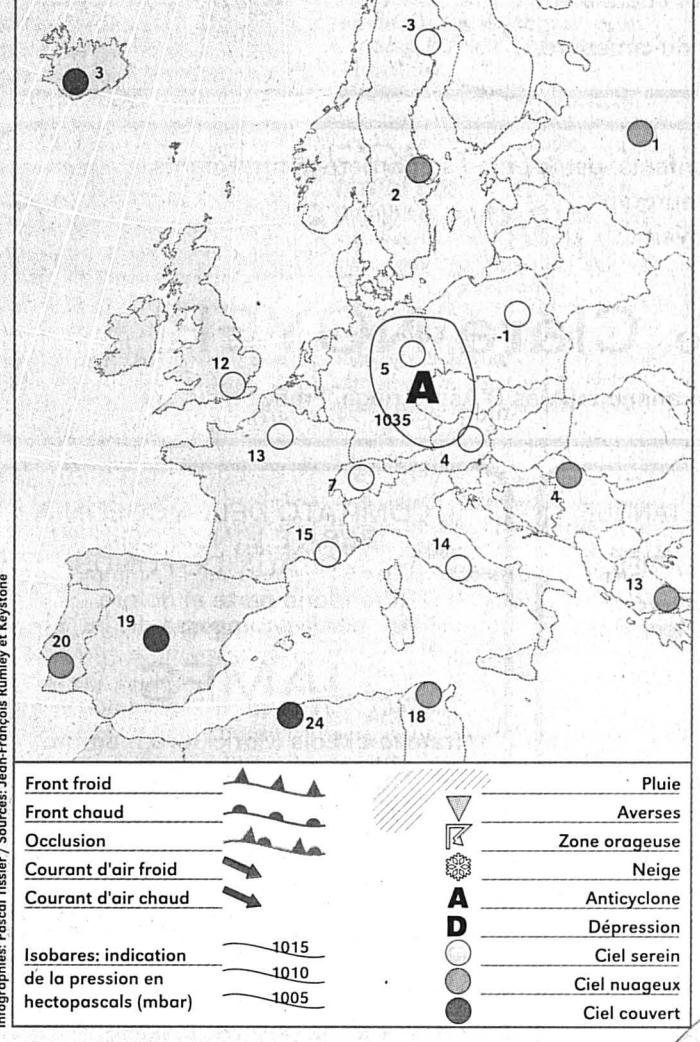 -3
3
1
2
-1
5
A
12
1035
13
4
7
4
15
14
13
19
20
18
24
Front froid
Front chaud
Occlusion
Courant d'air froid
Courant d'air chaud
Isobares: indication
de la pression en
hectopascals (mbar)
1015
1010
1005
Pluie
Averses
Zone orageuse
Neige
A Anticyclone
D Dépression
Ciel serein
Ciel nuageux
Ciel couvert
Infographies: Pascal Tissier / Sources: Jean-François Rumley et Keystone